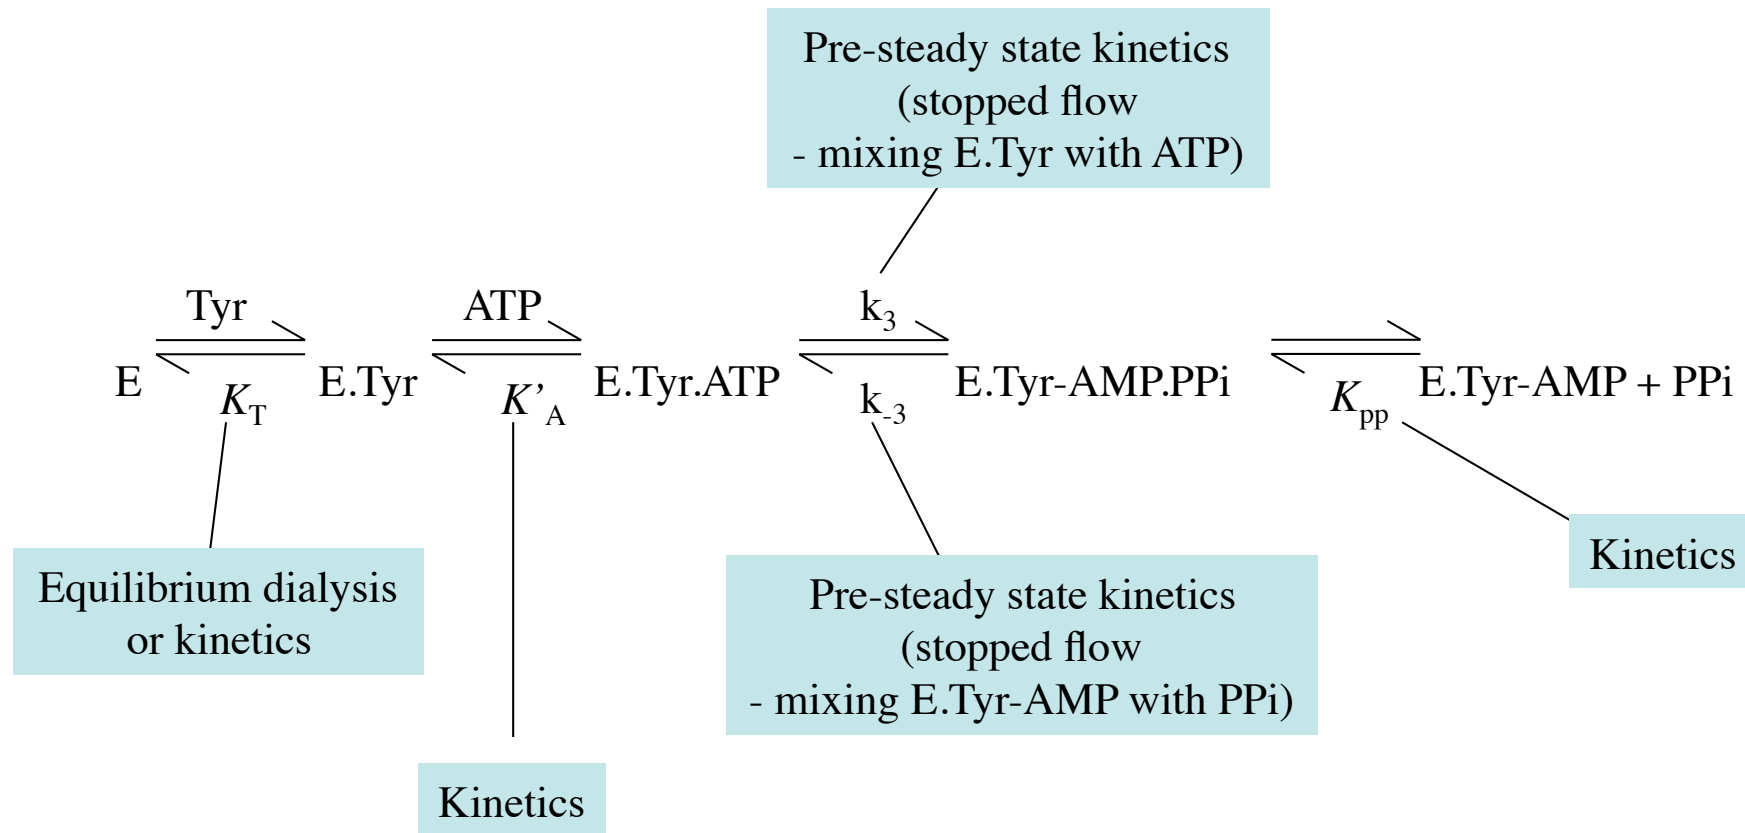 Pre-steady state kinetics
(stopped flow
- mixing E.Tyr with ATP)
Tyr
ATP
k3
E
E.Tyr
E.Tyr.ATP
E.Tyr-AMP.PPi
E.Tyr-AMP + PPi
KT
K’A
k-3
Kpp
Equilibrium dialysis
or kinetics
Pre-steady state kinetics
(stopped flow
- mixing E.Tyr-AMP with PPi)
Kinetics
Kinetics